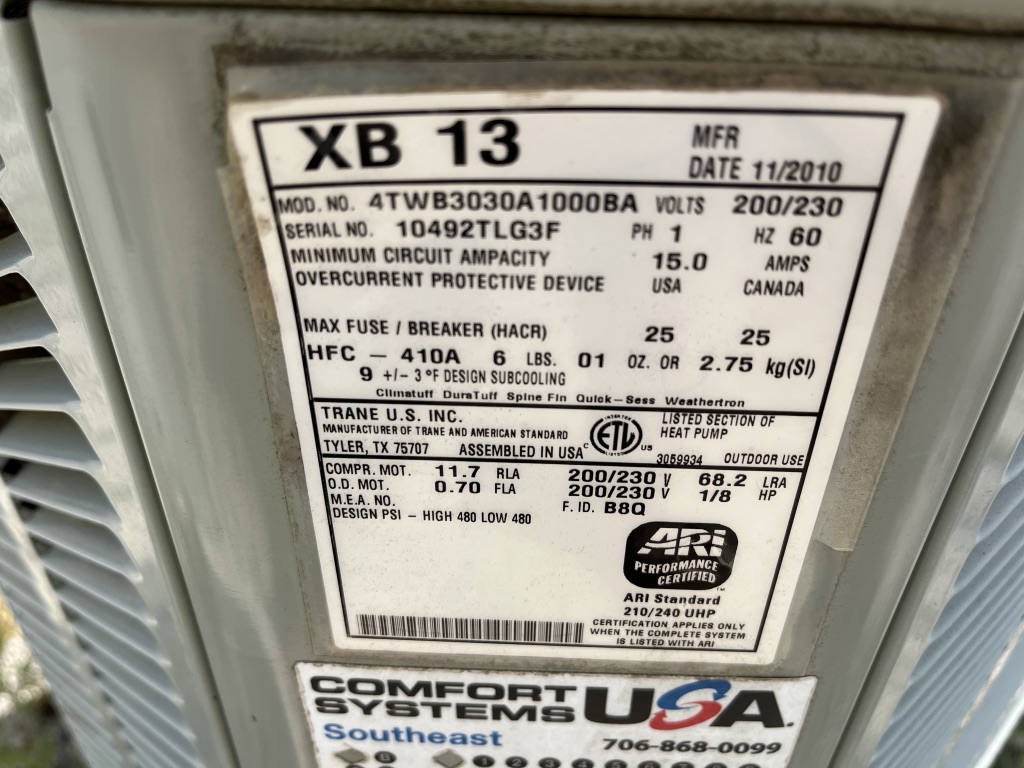 XB 13 MFR
DATE 11/2010
MOD. NO. 4TWB3030A1000BA VOLTS 200/230
SERIAL NO. 10492TLG3F PH 1 HZ 60
MINIMUM CIRCUIT AMPACITY 15.0 AMPS
OVERCURRENT PROTECTIVE DEVICE USA CANADA
MAX FUSE / BREAKER (HACR) 25 25
HFC - 410A 6 LBS. 01 OZ. OR 2.75 kg(SI)
9 +/- 3 °F DESIGN SUBCOOLING
Climatuff DuraTuff Spine Fin Quick-Sess Weathertron
TRANE U.S. INC.
MANUFACTURER OF TRANE AND AMERICAN STANDARD
TYLER, TX 75707 ASSEMBLED IN USA
INTERTEK
C ETL US
LISTED
3059934
LISTED SECTION OF
HEAT PUMP
OUTDOOR USE
COMPR. MOT. 11.7 RLA 200/230 V 68.2 LRA
O.D. MOT. 0.70 FLA 200/230 V 1/8 HP
M.E.A. NO. F. ID. B8Q
DESIGN PSI - HIGH 480 LOW 480
ARI
PERFORMANCE
CERTIFIED™
ARI Standard
210/240 UHP
CERTIFICATION APPLIES ONLY
WHEN THE COMPLETE SYSTEM
IS LISTED WITH ARI
COMFORT
SYSTEMS USA.
Southeast 706-868-0099